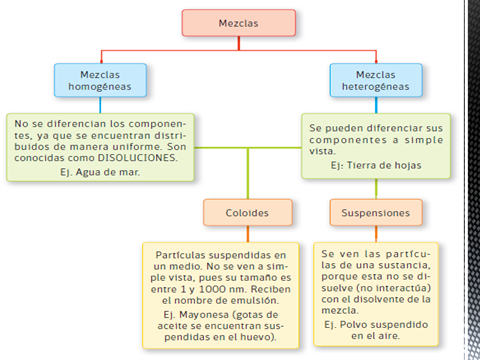 Mezclas
Mezclas
homogéneas
Mezclas
heterogéneas
No se diferencian los componen-
tes, ya que se encuentran distri-
buidos de manera uniforme. Son
conocidas como DISOLUCIONES.
Ej. Agua de mar.
Se pueden diferenciar sus
componentes a simple
vista.
Ej: Tierra de hojas
Coloides
Suspensiones
Partículas suspendidas en
un medio. No se ven a sim-
ple vista, pues su tamaño es
entre 1 y 1000 nm. Reciben
el nombre de emulsión.
Ej. Mayonesa (gotas de
aceite se encuentran sus-
pendidas en el huevo).
Se ven las partícu-
las de una sustancia,
porque esta no se di-
suelve (no interactúa)
con el disolvente de la
mezcla.
Ej. Polvo suspendido
en el aire.